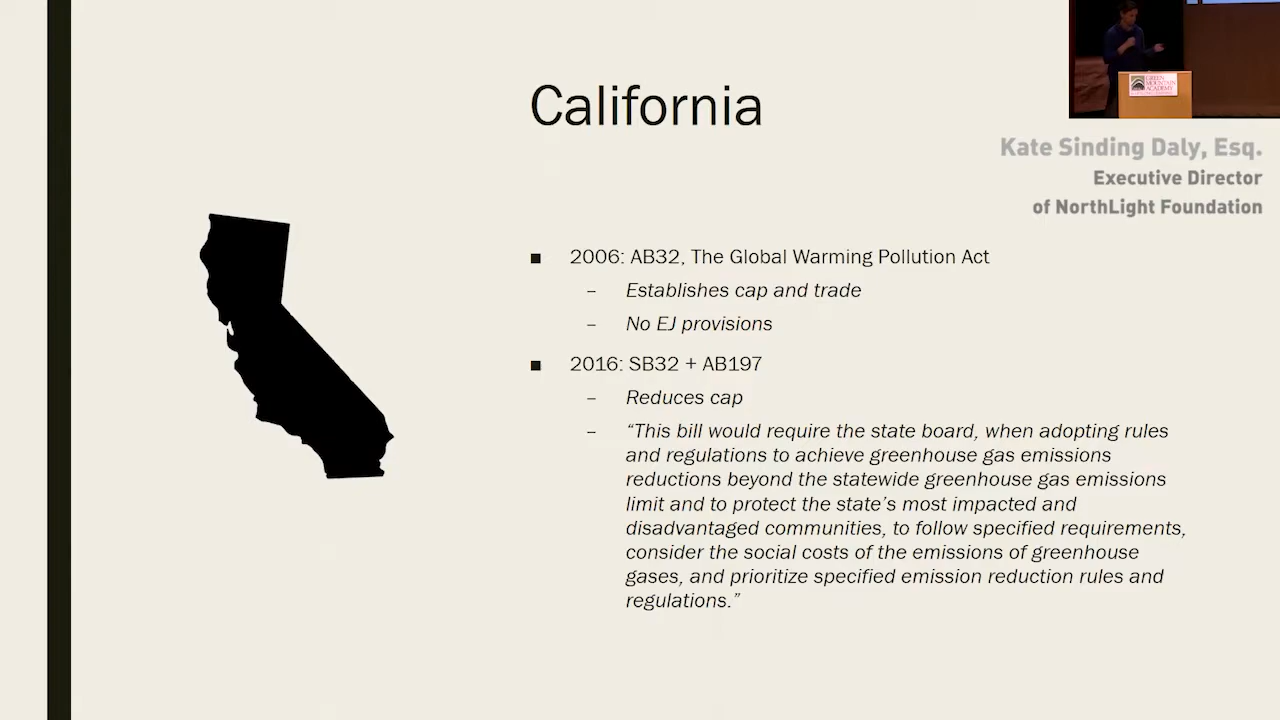 California
GREEN
MOUNTAIN
ACADEMY
Kate Sinding Daly, Esq.
Executive Director
of NorthLight Foundation
■ 2006: AB32, The Global Warming Pollution Act
– Establishes cap and trade
– No EJ provisions
■ 2016: SB32 + AB197
– Reduces cap
– “This bill would require the state board, when adopting rules
and regulations to achieve greenhouse gas emissions
reductions beyond the statewide greenhouse gas emissions
limit and to protect the state’s most impacted and
disadvantaged communities, to follow specified requirements,
consider the social costs of the emissions of greenhouse
gases, and prioritize specified emission reduction rules and
regulations.”